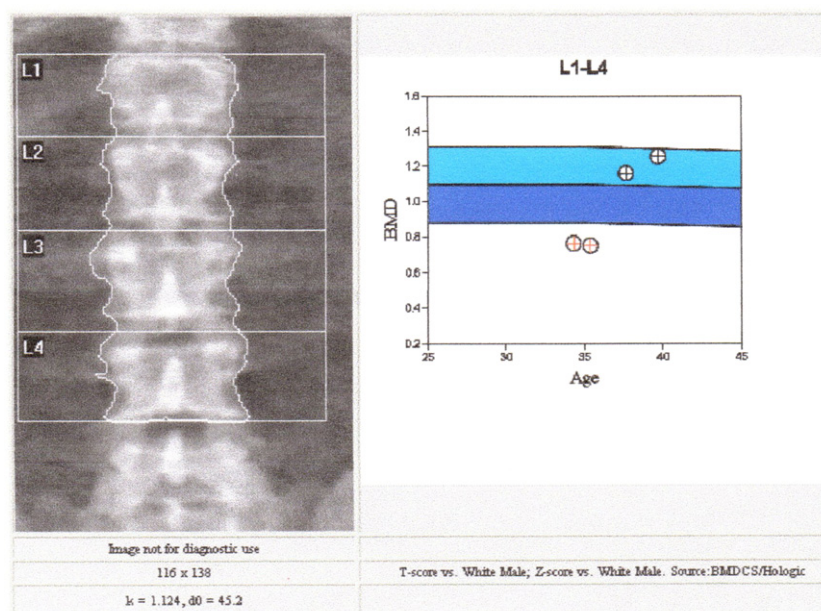 L1
L2
L3
L4
L1-L4
1.6
1.4
1.2
1.0
0.8
0.6
0.4
0.2
BMD
25
30
35
40
45
Age
Image not for diagnostic use
116 x 138
T-score vs. White Male; Z-score vs. White Male. Source:BMDCS/Hologic
k = 1.124, d0 = 45.2